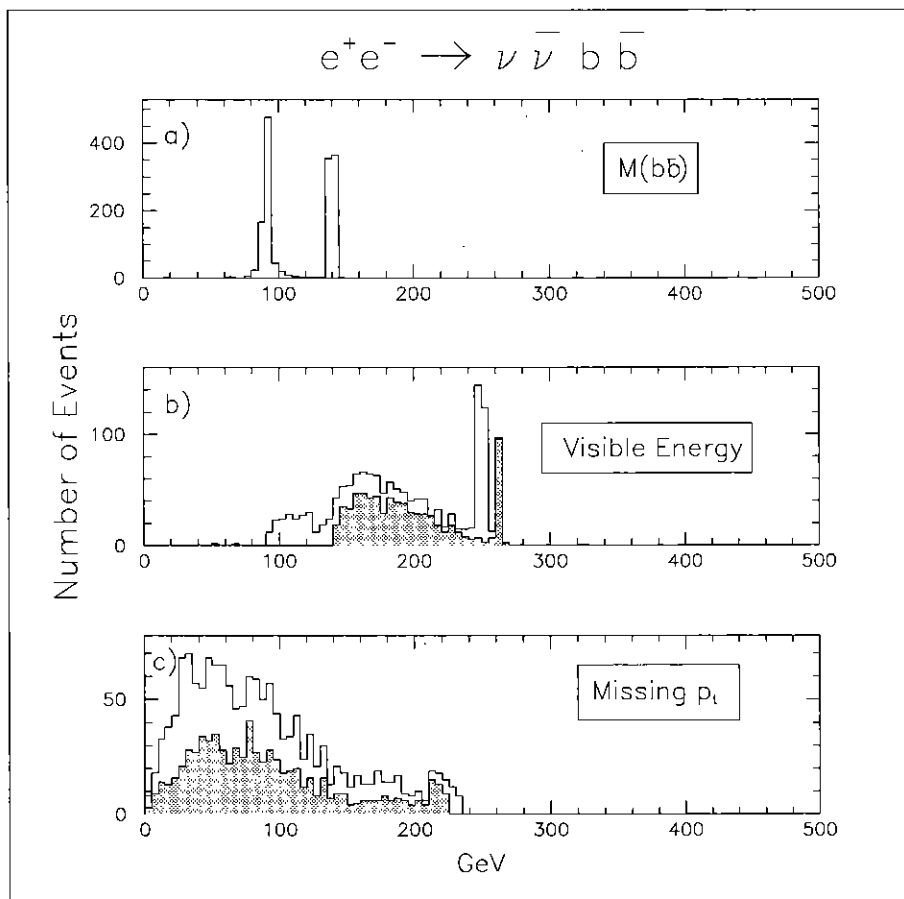 e⁺e⁻ → ν ν̅ b b̅
a)
M(bb̅)
400
200
0
0 100 200 300 400 500
b)
Visible Energy
100
0
0 100 200 300 400 500
c)
Missing pₜ
50
0
0 100 200 300 400 500
GeV
Number of Events